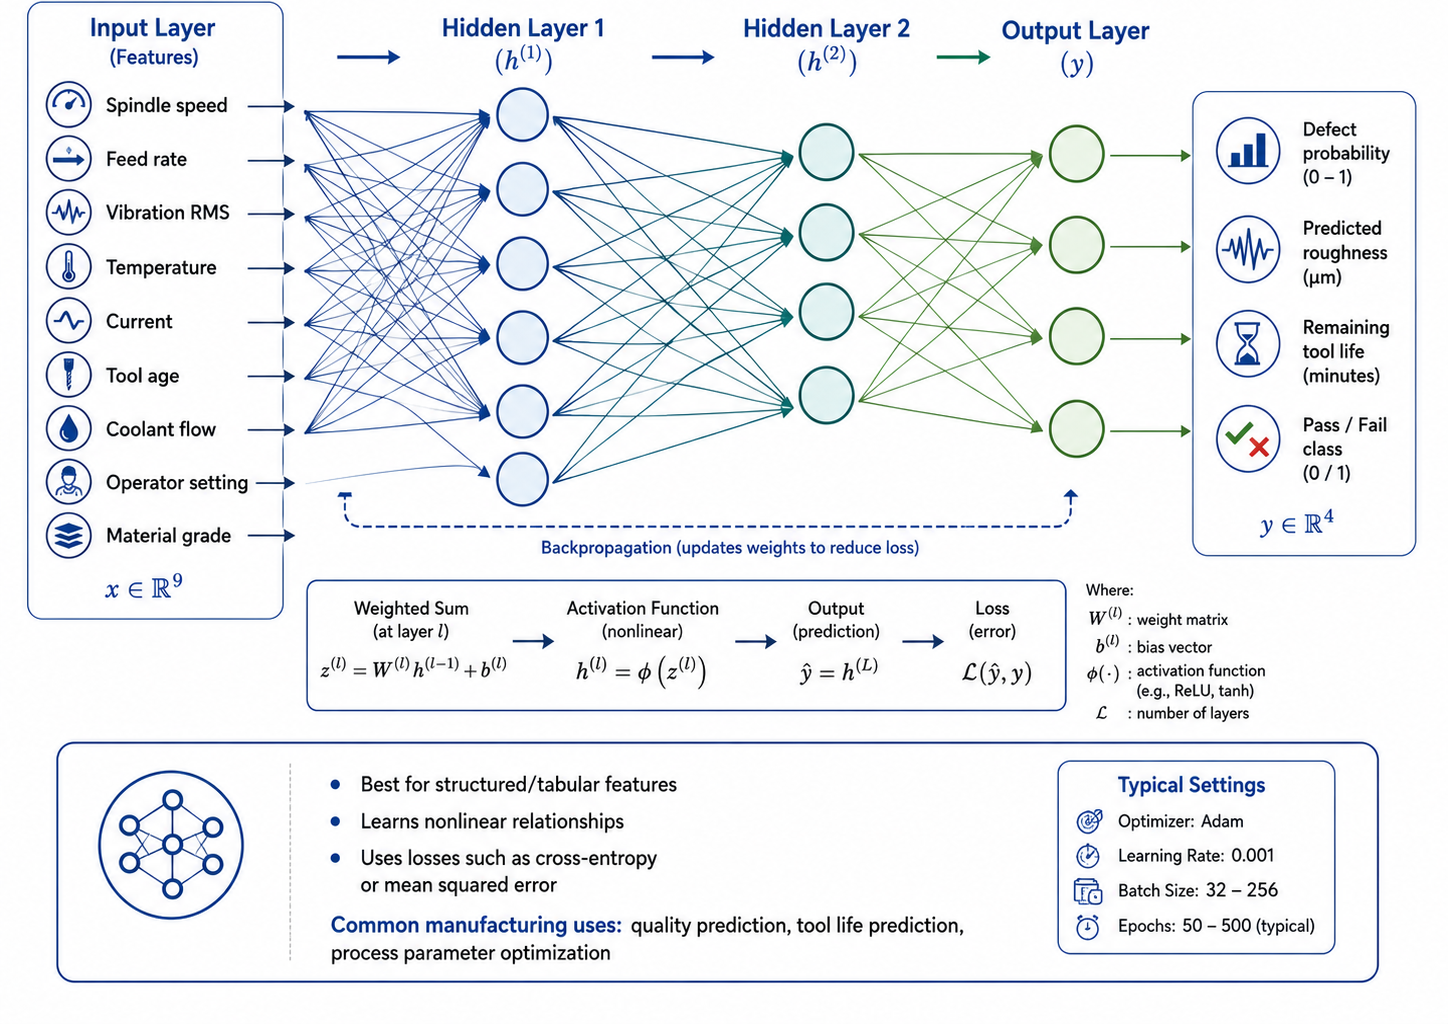 Input Layer
(Features)
Spindle speed
Feed rate
Vibration RMS
Temperature
Current
Tool age
Coolant flow
Operator setting
Material grade
x ∈ ℝ⁹
Hidden Layer 1
(h⁽¹⁾)
Hidden Layer 2
(h⁽²⁾)
Output Layer
(y)
Defect
probability
(0 – 1)
Predicted
roughness
(µm)
Remaining
tool life
(minutes)
Pass / Fail
class
(0 / 1)
y ∈ ℝ⁴
Backpropagation (updates weights to reduce loss)
Weighted Sum
(at layer l)
z⁽ˡ⁾ = W⁽ˡ⁾ h⁽ˡ⁻¹⁾ + b⁽ˡ⁾
Activation Function
(nonlinear)
h⁽ˡ⁾ = ϕ (z⁽ˡ⁾)
Output
(prediction)
ŷ = h⁽ᴸ⁾
Loss
(error)
ℒ(ŷ, y)
Where:
W⁽ˡ⁾ : weight matrix
b⁽ˡ⁾ : bias vector
ϕ(·) : activation function
(e.g., ReLU, tanh)
ℒ : number of layers
• Best for structured/tabular features
• Learns nonlinear relationships
• Uses losses such as cross-entropy
or mean squared error
Common manufacturing uses: quality prediction, tool life prediction,
process parameter optimization
Typical Settings
Optimizer: Adam
Learning Rate: 0.001
Batch Size: 32 – 256
Epochs: 50 – 500 (typical)